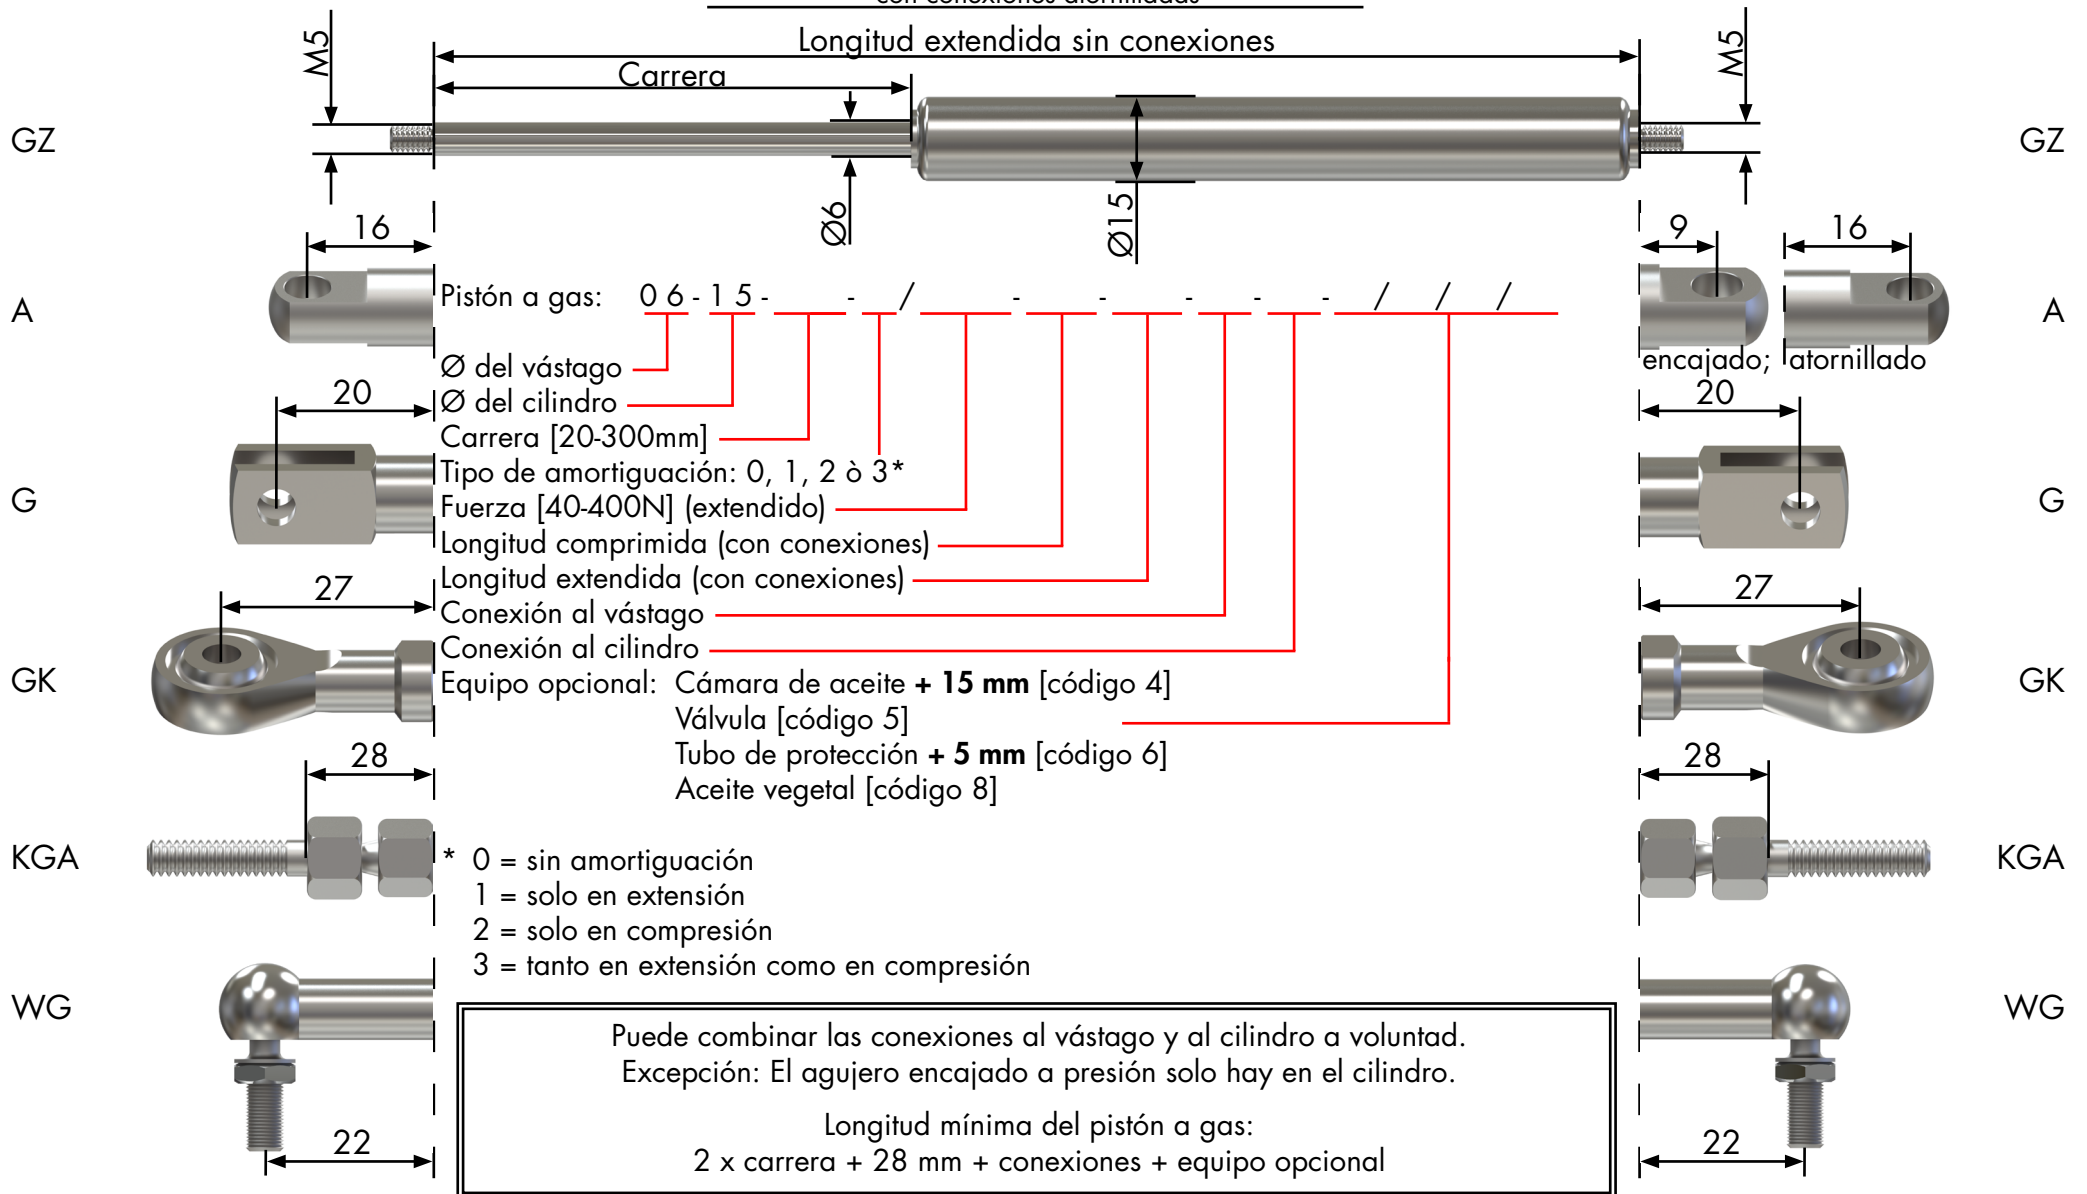 con conexiones atornilladas
Longitud extendida sin conexiones
M5
M5
Carrera
GZ
GZ
Ø6
Ø15
16
9
16
A
Pistón a gas: 06-15- - / - - - - - / / /
A
encajado; atornillado
Ø del vástago
20
Ø del cilindro
20
Carrera [20-300mm]
Tipo de amortiguación: 0, 1, 2 ò 3*
G
Fuerza [40-400N] (extendido)
G
Longitud comprimida (con conexiones)
27
Longitud extendida (con conexiones)
27
Conexión al vástago
Conexión al cilindro
GK
Equipo opcional: Cámara de aceite + 15 mm [código 4]
GK
Válvula [código 5]
28
Tubo de protección + 5 mm [código 6]
28
Aceite vegetal [código 8]
KGA
* 0 = sin amortiguación
KGA
1 = solo en extensión
2 = solo en compresión
3 = tanto en extensión como en compresión
WG
WG
Puede combinar las conexiones al vástago y al cilindro a voluntad.
Excepción: El agujero encajado a presión solo hay en el cilindro.
Longitud mínima del pistón a gas:
22
22
2 x carrera + 28 mm + conexiones + equipo opcional